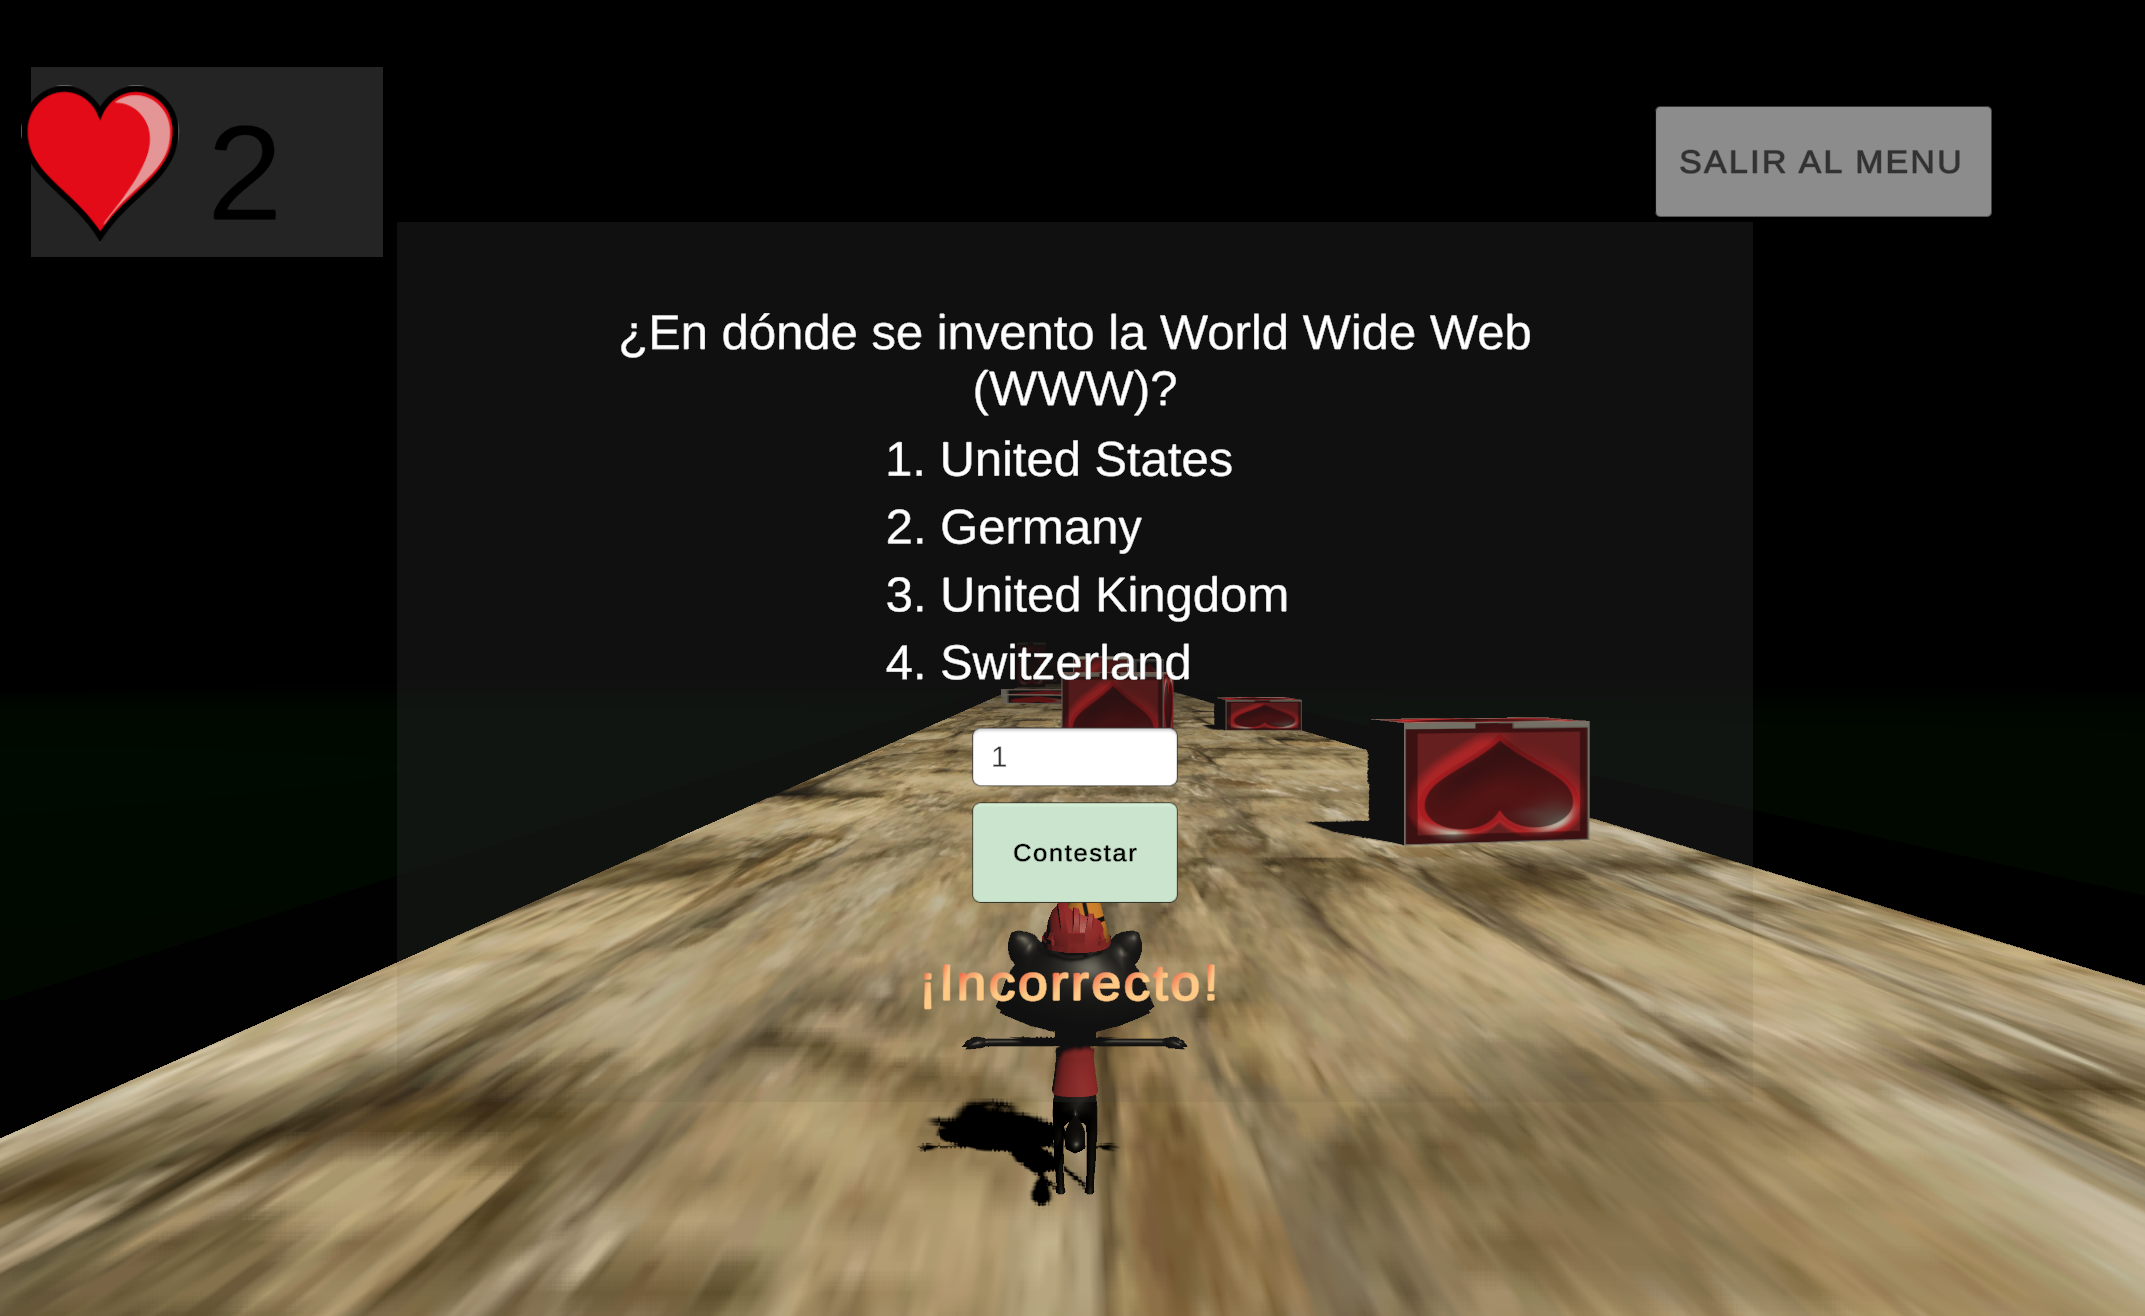 2
SALIR AL MENU
¿En dónde se invento la World Wide Web
(WWW)?
1. United States
2. Germany
3. United Kingdom
4. Switzerland
1
Contestar
¡Incorrecto!